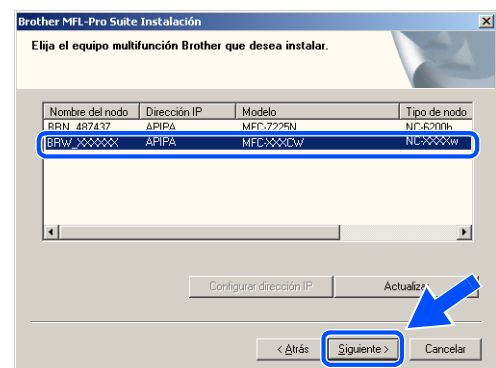 Brother MFL-Pro Suite Instalación
Elija el equipo multifunción Brother que desea instalar.
Nombre del nodo Dirección IP Modelo Tipo de nodo
BRN_487437 APIPA MFC-7225N NC-6200h
BRW_XXXXXX APIPA MFC-XXXCW NC-XXXXw
Configurar dirección IP Actualizar
< Atrás Siguiente > Cancelar